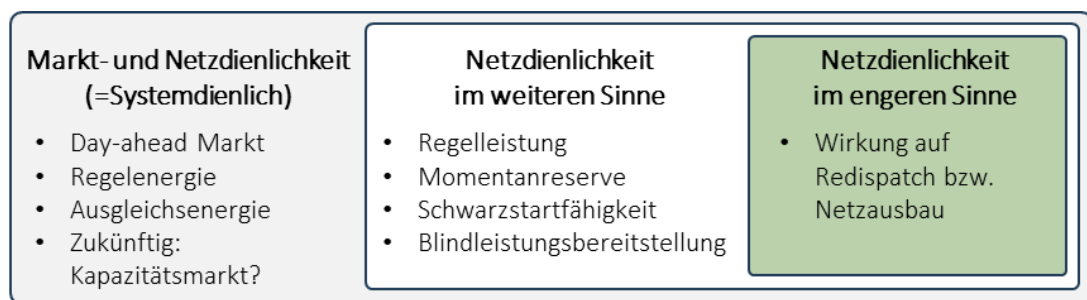 Markt- und Netzdienlichkeit
(=Systemdienlich)
• Day-ahead Markt
• Regelenergie
• Ausgleichsenergie
• Zukünftig:
Kapazitätsmarkt?
Netzdienlichkeit
im weiteren Sinne
• Regelleistung
• Momentanreserve
• Schwarzstartfähigkeit
• Blindleistungsbereitstellung
Netzdienlichkeit
im engeren Sinne
• Wirkung auf
Redispatch bzw.
Netzausbau